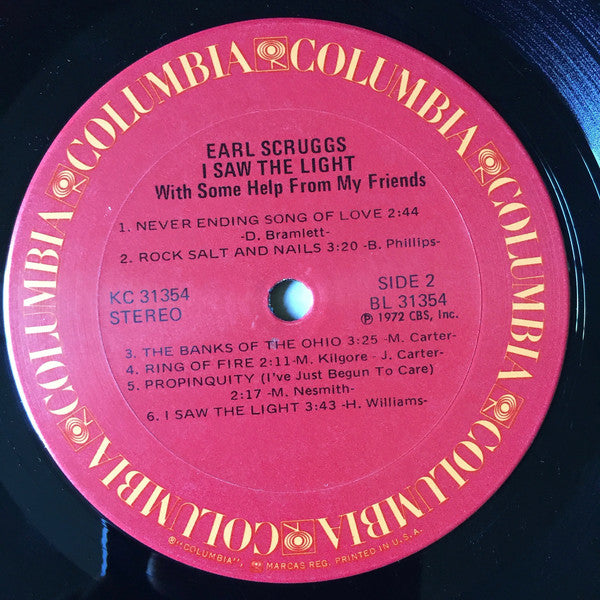 COLUMBIA COLUMBIA COLUMBIA COLUMBIA COLUMBIA COLUMBIA
EARL SCRUGGS
I SAW THE LIGHT
With Some Help From My Friends
1. NEVER ENDING SONG OF LOVE 2:44
-D. Bramlett-
2. ROCK SALT AND NAILS 3:20 -B. Phillips-
KC 31354
STEREO
SIDE 2
BL 31354
℗ 1972 CBS, Inc.
3. THE BANKS OF THE OHIO 3:25 -M. Carter-
4. RING OF FIRE 2:11-M. Kilgore - J. Carter-
5. PROPINQUITY (I've Just Begun To Care)
2:17 -M. Nesmith-
6. I SAW THE LIGHT 3:43 -H. Williams-
®"COLUMBIA", MARCAS REG. PRINTED IN U.S.A.